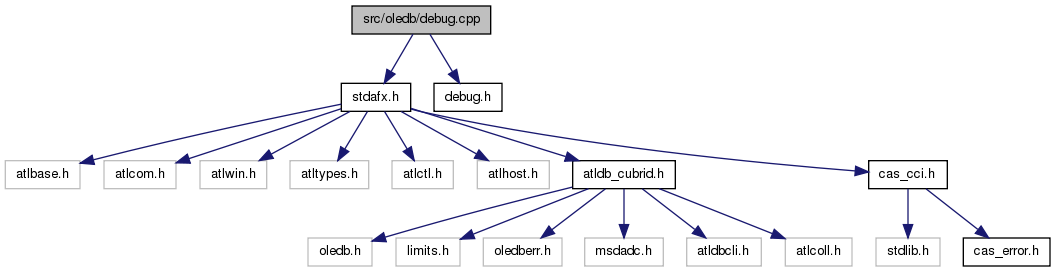 src/oledb/debug.cpp
stdafx.h
debug.h
atlbase.h
atlcom.h
atlwin.h
atltypes.h
atlctl.h
atlhost.h
atldb_cubrid.h
cas_cci.h
oledb.h
limits.h
oledberr.h
msdadc.h
atldbcli.h
atlcoll.h
stdlib.h
cas_error.h